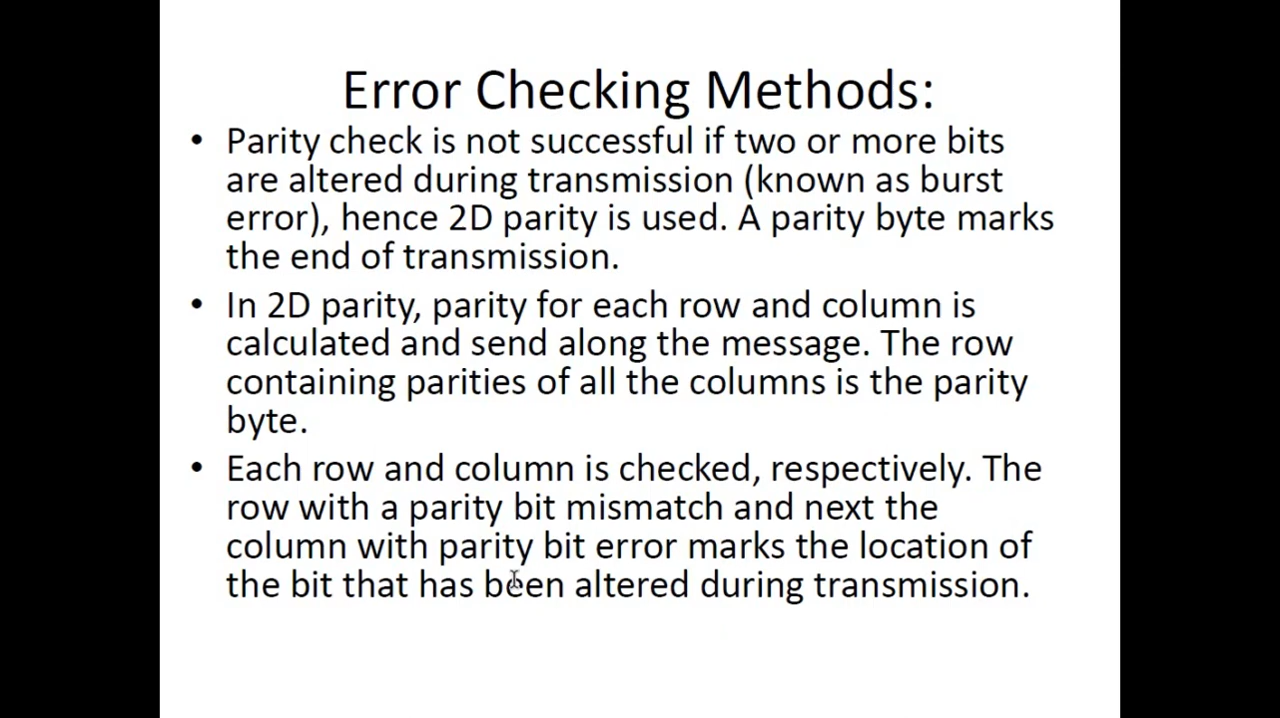 Error Checking Methods:
• Parity check is not successful if two or more bits
are altered during transmission (known as burst
error), hence 2D parity is used. A parity byte marks
the end of transmission.
• In 2D parity, parity for each row and column is
calculated and send along the message. The row
containing parities of all the columns is the parity
byte.
• Each row and column is checked, respectively. The
row with a parity bit mismatch and next the
column with parity bit error marks the location of
the bit that has been altered during transmission.